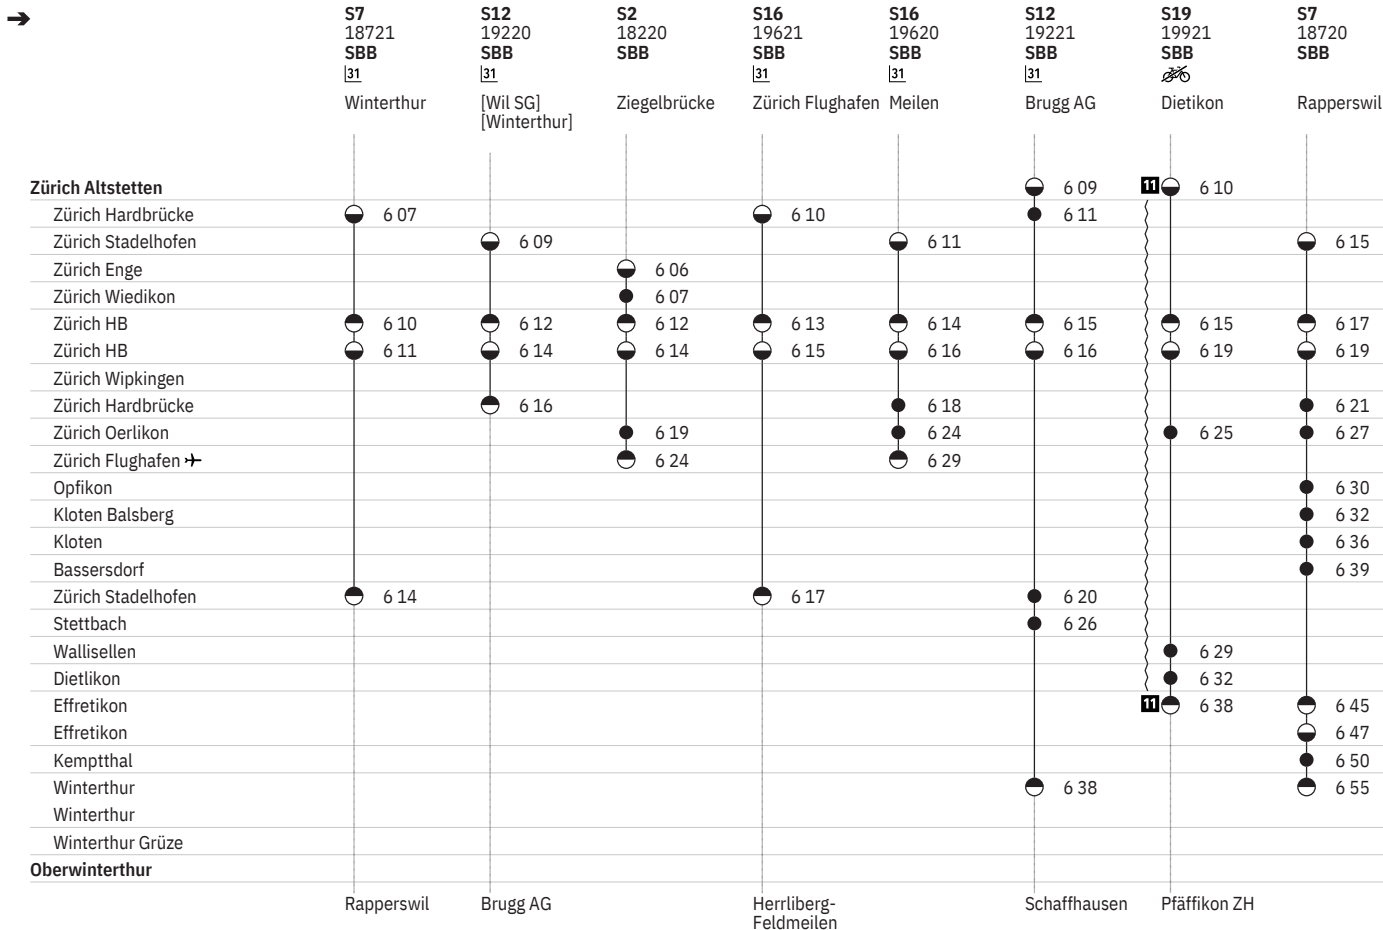 ➔ S7 S12 S2 S16 S16 S12 S19 S7
18721 19220 18220 19621 19620 19221 19921 18720
SBB SBB SBB SBB SBB SBB SBB SBB
31 31 31 31 31
Winterthur [Wil SG] Ziegelbrücke Zürich Flughafen Meilen Brugg AG Dietikon Rapperswil
[Winterthur]
Zürich Altstetten 6 09 11 6 10
Zürich Hardbrücke 6 07 6 10 6 11
Zürich Stadelhofen 6 09 6 11 6 15
Zürich Enge 6 06
Zürich Wiedikon 6 07
Zürich HB 6 10 6 12 6 12 6 13 6 14 6 15 6 15 6 17
Zürich HB 6 11 6 14 6 14 6 15 6 16 6 16 6 19 6 19
Zürich Wipkingen
Zürich Hardbrücke 6 16 6 18 6 21
Zürich Oerlikon 6 19 6 24 6 25 6 27
Zürich Flughafen 6 24 6 29
Opfikon 6 30
Kloten Balsberg 6 32
Kloten 6 36
Bassersdorf 6 39
Zürich Stadelhofen 6 14 6 17 6 20
Stettbach 6 26
Wallisellen 6 29
Dietlikon 6 32
Effretikon 11 6 38 6 45
Effretikon 6 47
Kemptthal 6 50
Winterthur 6 38 6 55
Winterthur
Winterthur Grüze
Oberwinterthur
Rapperswil Brugg AG Herrliberg- Schaffhausen Pfäffikon ZH
Feldmeilen